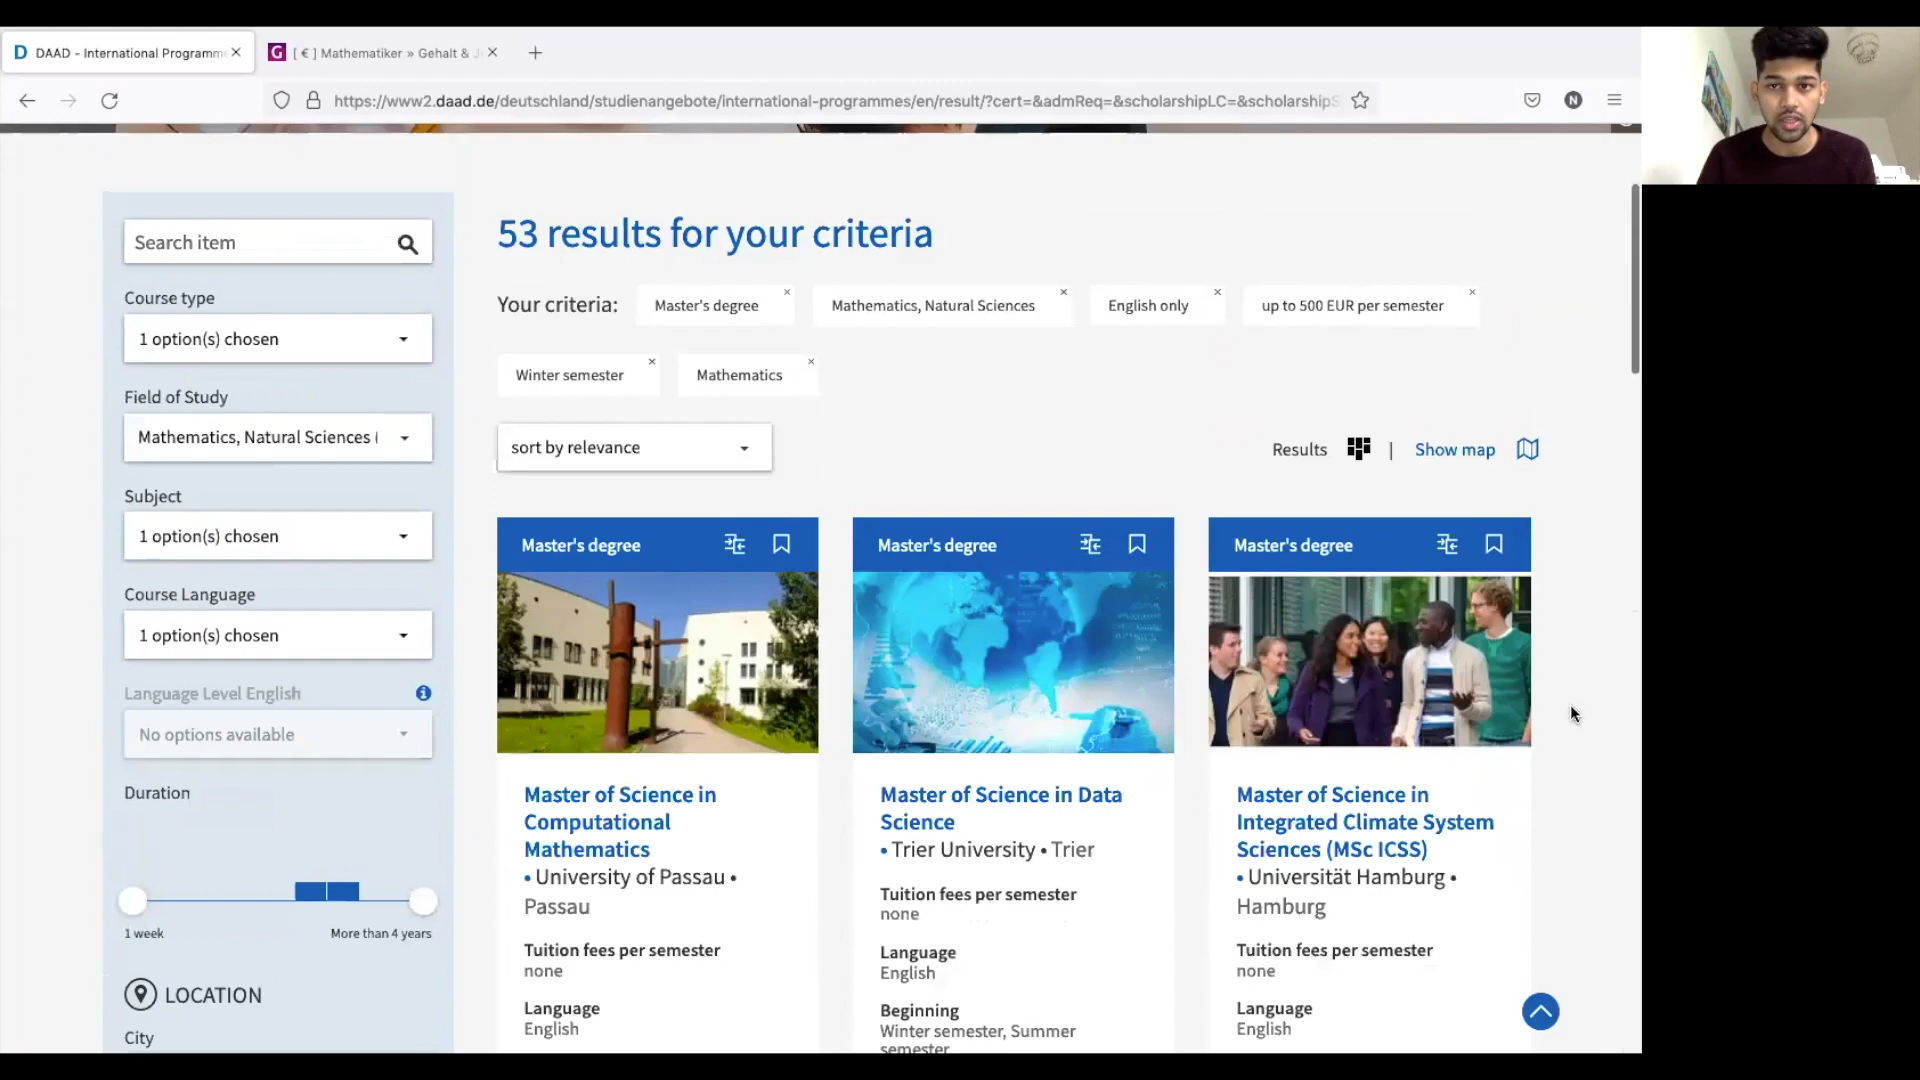 D DAAD - International Programme
G [ € ] Mathematiker » Gehalt & J
https://www2.daad.de/deutschland/studienangebote/international-programmes/en/result/?cert=&admReq=&scholarshipLC=&scholarshipS
N
Search item
Course type
1 option(s) chosen
Field of Study
Mathematics, Natural Sciences (
Subject
1 option(s) chosen
Course Language
1 option(s) chosen
Language Level English
No options available
Duration
1 week
More than 4 years
LOCATION
City
53 results for your criteria
Your criteria:
Master's degree
Mathematics, Natural Sciences
English only
up to 500 EUR per semester
Winter semester
Mathematics
sort by relevance
Results | Show map
Master's degree
Master of Science in
Computational
Mathematics
• University of Passau •
Passau
Tuition fees per semester
none
Language
English
Master's degree
Master of Science in Data
Science
• Trier University • Trier
Tuition fees per semester
none
Language
English
Beginning
Winter semester, Summer
semester
Master's degree
Master of Science in
Integrated Climate System
Sciences (MSc ICSS)
• Universität Hamburg •
Hamburg
Tuition fees per semester
none
Language
English